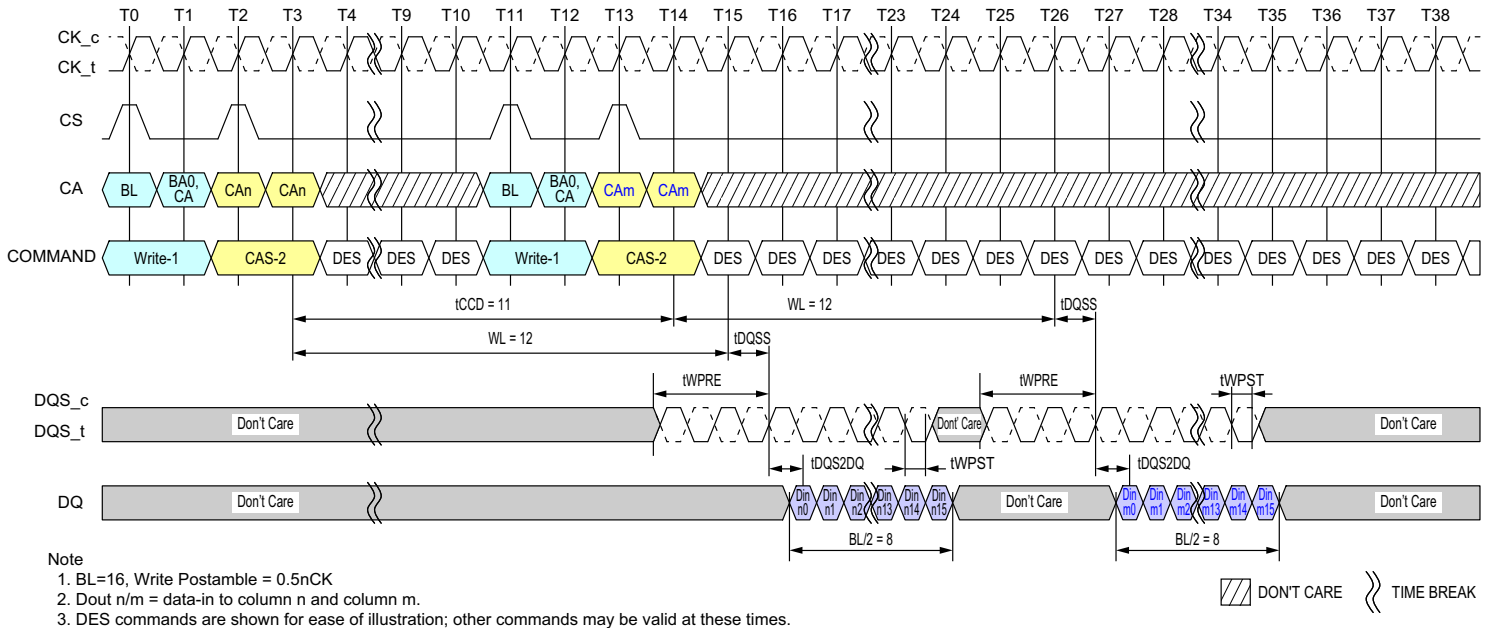 T0 T1 T2 T3 T4 T9 T10 T11 T12 T13 T14 T15 T16 T17 T23 T24 T25 T26 T27 T28 T34 T35 T36 T37 T38
CK_c
CK_t
CS
CA BL BA0, CA CAn CAn BL BA0, CA CAm CAm
COMMAND Write-1 CAS-2 DES DES DES Write-1 CAS-2 DES DES DES DES DES DES DES DES DES DES DES DES DES DES
tCCD = 11 WL = 12 tDQSS
WL = 12 tDQSS
tWPRE tWPRE tWPST
DQS_c
DQS_t Don't Care Dont' Care Don't Care
tDQS2DQ tWPST tDQS2DQ
DQ Don't Care Din n0 Din n1 Din n2 Din n13 Din n14 Din n15 Don't Care Din m0 Din m1 Din m2 Din m13 Din m14 Din m15 Don't Care
BL/2 = 8 BL/2 = 8
Note
1. BL=16, Write Postamble = 0.5nCK
2. Dout n/m = data-in to column n and column m.
3. DES commands are shown for ease of illustration; other commands may be valid at these times.
DON'T CARE TIME BREAK